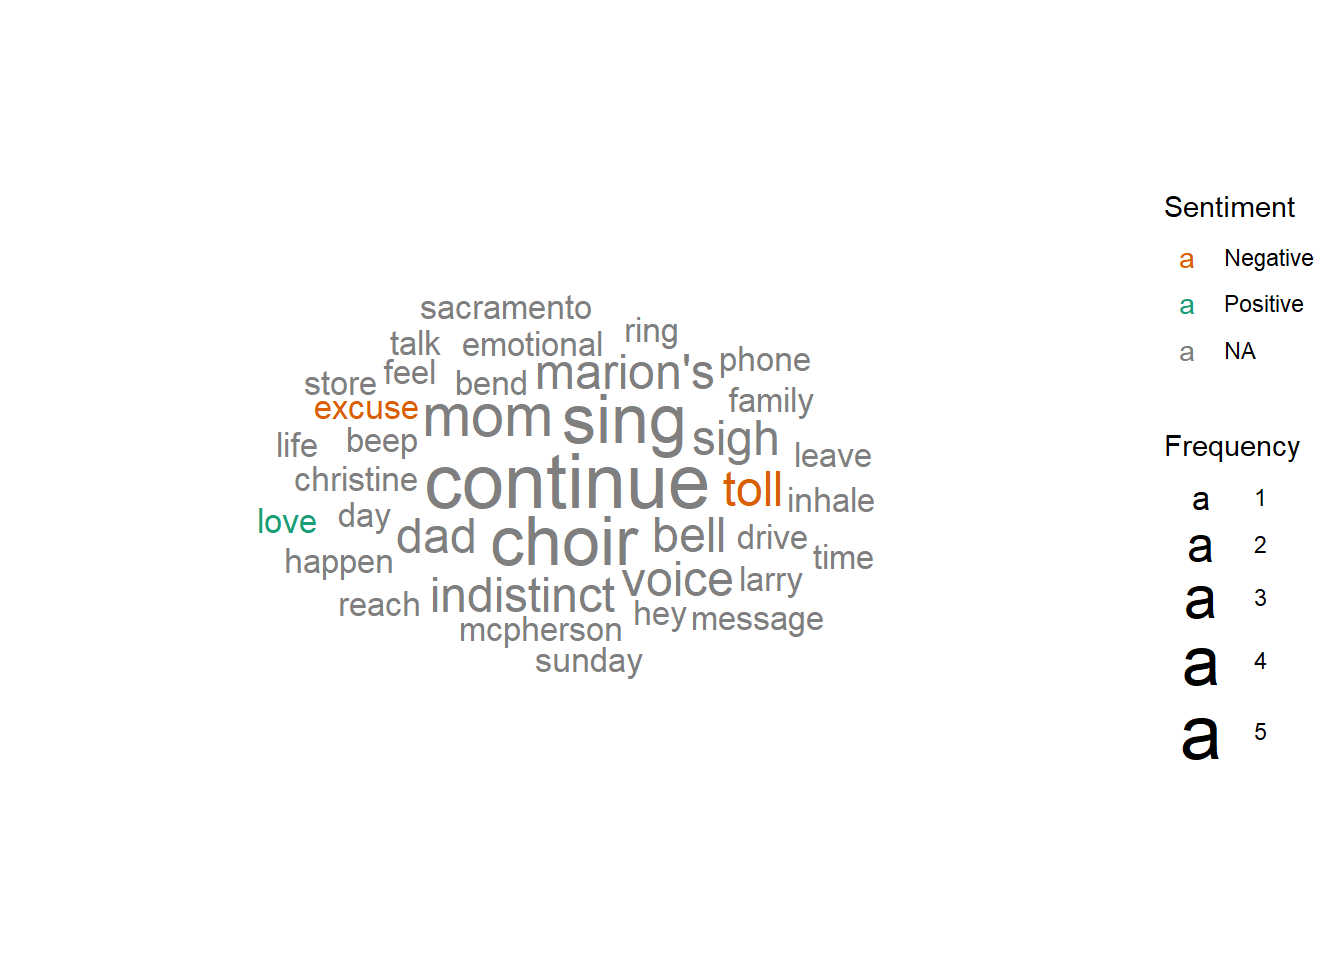 sacramento
ring
talk emotional
feel bend marion's phone
store
excuse mom sing family
life beep sigh leave
christine continue toll inhale
love day dad choir bell drive time
happen
reach indistinct voice larry
mcpherson hey message
sunday
Sentiment
a Negative
a Positive
a NA
Frequency
a 1
a 2
a 3
a 4
a 5